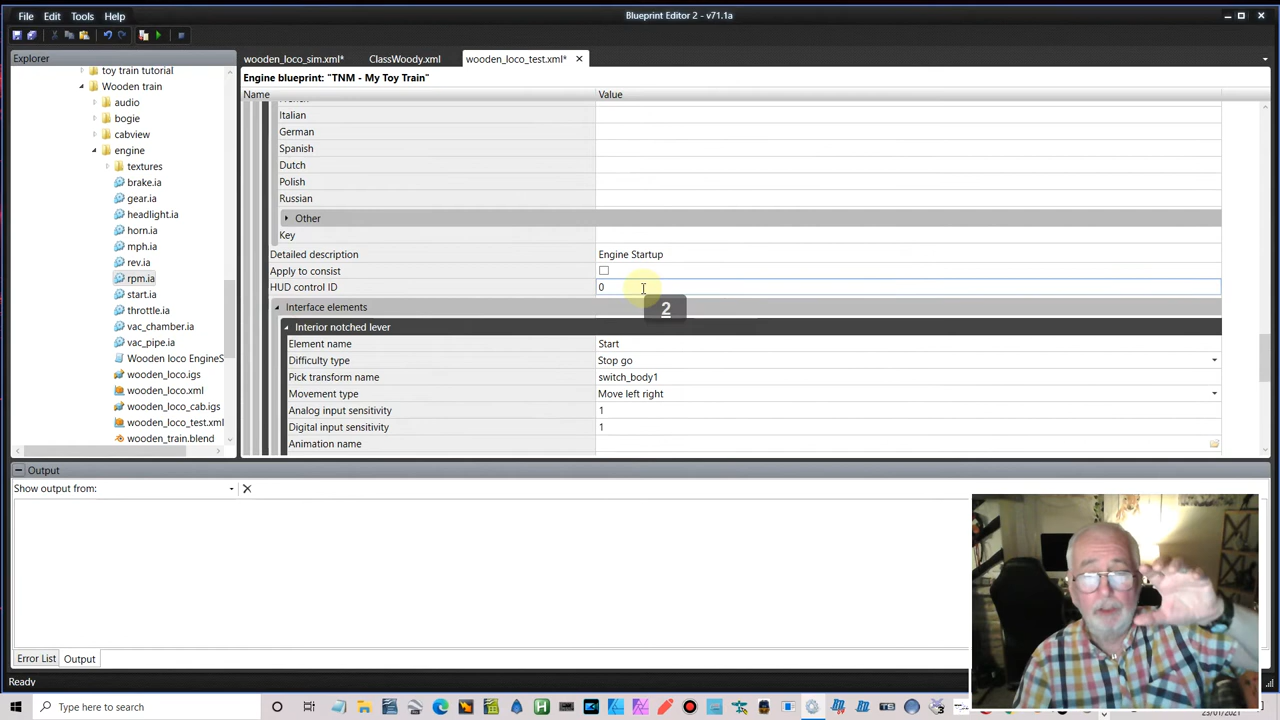 File Edit Tools Help
Blueprint Editor 2 - v71.1a
Explorer
wooden_loco_sim.xml*
ClassWoody.xml
wooden_loco_test.xml*
toy train tutorial
Engine blueprint: "TNM - My Toy Train"
Wooden train
Name
Value
audio
bogie
Italian
cabview
German
engine
Spanish
textures
Dutch
brake.ia
Polish
gear.ia
Russian
headlight.ia
Other
horn.ia
Key
mph.ia
Detailed description
Engine Startup
rev.ia
Apply to consist
rpm.ia
HUD control ID
0
start.ia
Interface elements
2
throttle.ia
Interior notched lever
vac_chamber.ia
Element name
Start
vac_pipe.ia
Difficulty type
Stop go
Wooden loco EngineS
Pick transform name
switch_body1
wooden_loco.igs
Movement type
Move left right
wooden_loco.xml
Analog input sensitivity
1
wooden_loco_cab.igs
Digital input sensitivity
1
wooden_loco_test.xml
Animation name
wooden_train.blend
Output
Show output from:
Error List
Output
Ready
Type here to search